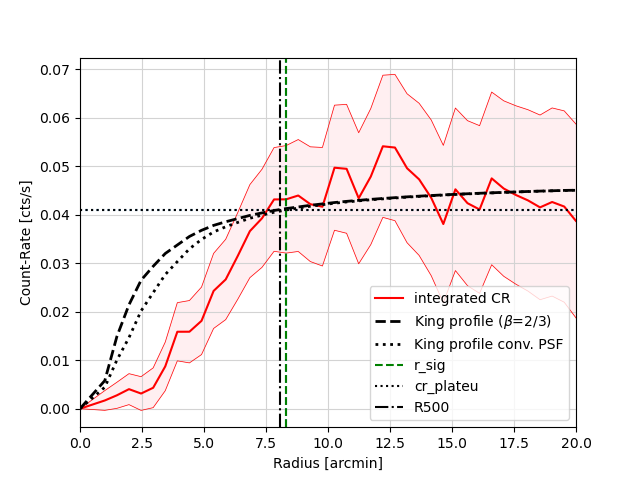 0.07
0.06
0.05
0.04
0.03
0.02
0.01
0.00
Count-Rate [cts/s]
0.0 2.5 5.0 7.5 10.0 12.5 15.0 17.5 20.0
Radius [arcmin]
integrated CR
King profile (β=2/3)
King profile conv. PSF
r_sig
cr_plateu
R500